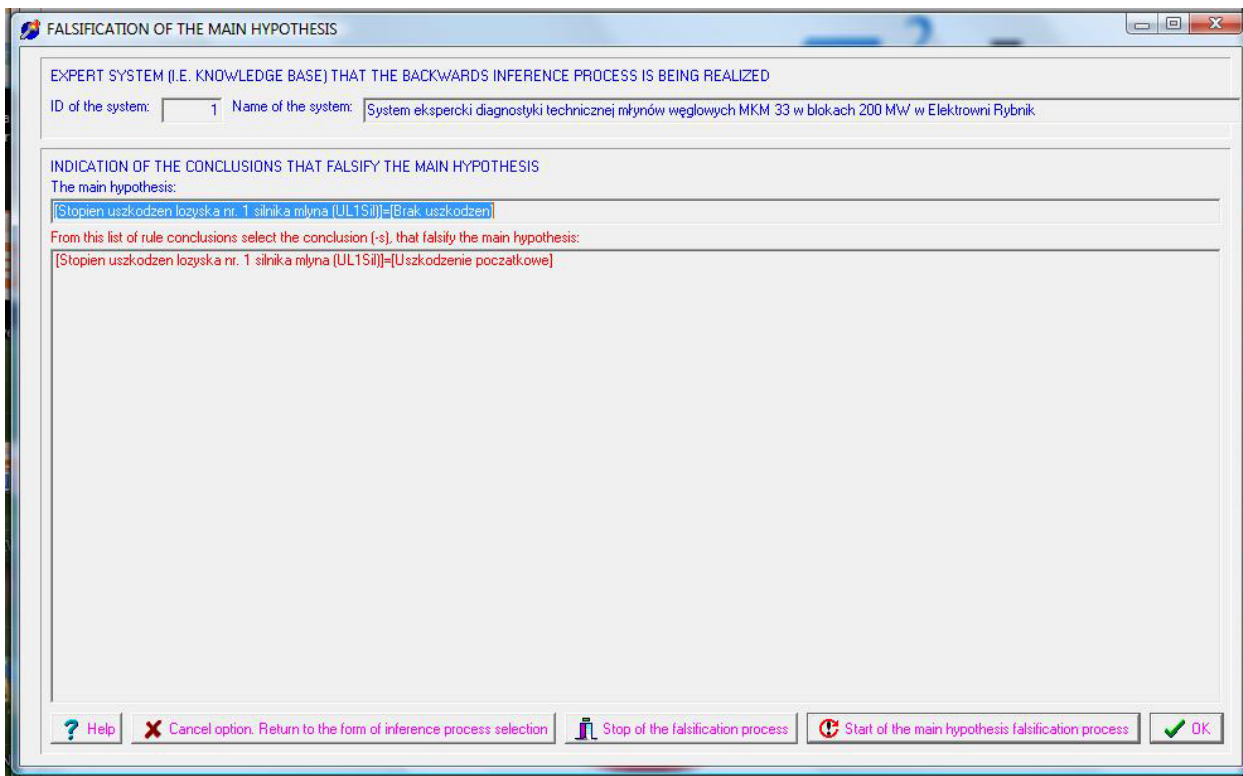 FALSIFICATION OF THE MAIN HYPOTHESIS
EXPERT SYSTEM (I.E. KNOWLEDGE BASE) THAT THE BACKWARDS INFERENCE PROCESS IS BEING REALIZED
ID of the system: 1 Name of the system: System ekspercki diagnostyki technicznej młynów węglowych MKM 33 w blokach 200 MW w Elektrowni Rybnik
INDICATION OF THE CONCLUSIONS THAT FALSIFY THE MAIN HYPOTHESIS
The main hypothesis:
[Stopien uszkodzen lozyska nr. 1 silnika mlyna (UL1Sil)]=[Brak uszkodzen]
From this list of rule conclusions select the conclusion (-s), that falsify the main hypothesis:
[Stopien uszkodzen lozyska nr. 1 silnika mlyna (UL1Sil)]=[Uszkodzenie poczatkowe]
Help Cancel option. Return to the form of inference process selection Stop of the falsification process Start of the main hypothesis falsification process OK